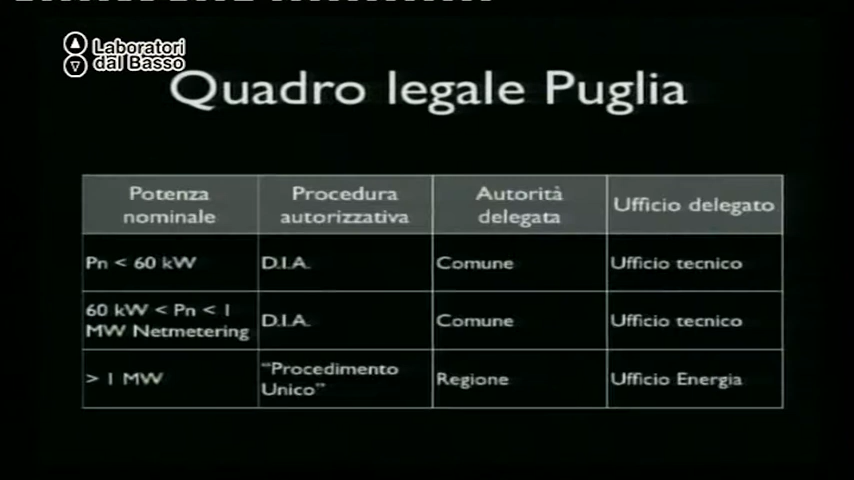 Laboratori
dal Basso
Quadro legale Puglia
Potenza
nominale
Procedura
autorizzativa
Autorità
delegata
Ufficio delegato
Pn < 60 kW
D.I.A.
Comune
Ufficio tecnico
60 kW < Pn < 1
MW Netmetering
D.I.A.
Comune
Ufficio tecnico
> 1 MW
"Procedimento
Unico"
Regione
Ufficio Energia